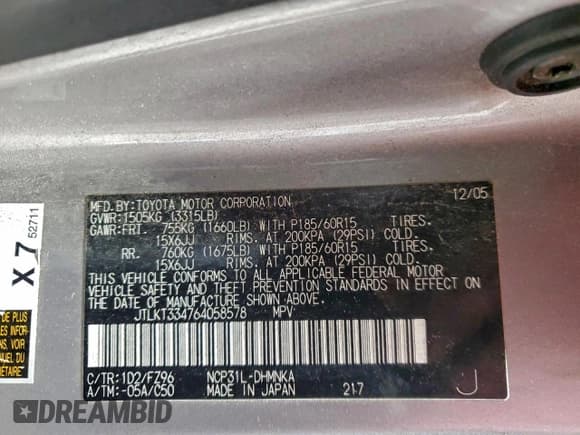 MFD.BY:TOYOTA MOTOR CORPORATION 12/05
GVWR:1505KG (3315LB)
GAWR:FRT. 755KG (1660LB) WITH P185/60R15 TIRES.
15X6JJ RIMS. AT 200KPA (29PSI) COLD.
RR. 760KG (1675LB) WITH P185/60R15 TIRES.
15X6JJ RIMS. AT 200KPA (29PSI) COLD.
THIS VEHICLE CONFORMS TO ALL APPLICABLE FEDERAL MOTOR
VEHICLE SAFETY AND THEFT PREVENTION STANDARDS IN EFFECT
ON THE DATE OF MANUFACTURE SHOWN ABOVE.
JTLKT334764058578 MPV
C/TR:1D2/FZ96 NCP31L-DHMNKA
A/TM:-05A/C50 MADE IN JAPAN 217 J
X 7
52711
DREAMBID